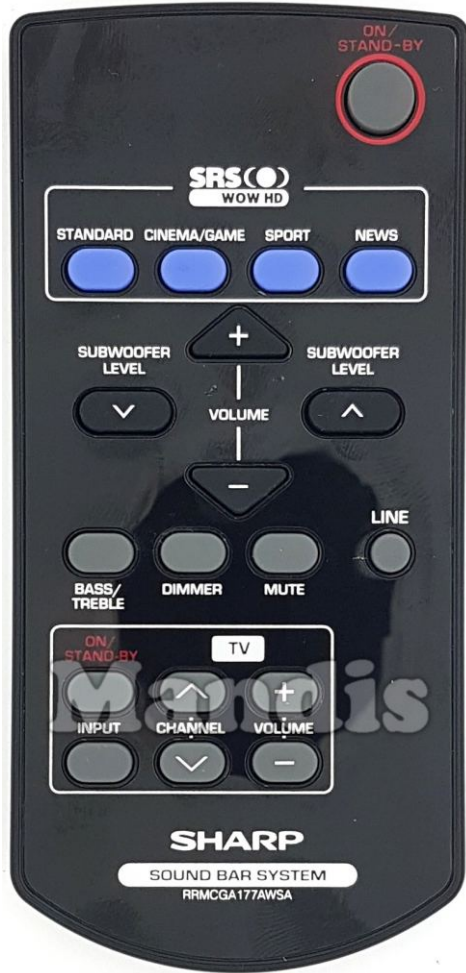 ON/
STAND-BY
SRS
WOW HD
STANDARD CINEMA/GAME SPORT NEWS
+
SUBWOOFER LEVEL
SUBWOOFER LEVEL
VOLUME
−
LINE
BASS/
TREBLE
DIMMER MUTE
ON/
STAND-BY
TV
+
Mandis
INPUT CHANNEL VOLUME
−
SHARP
SOUND BAR SYSTEM
RRMCGA177AWSA